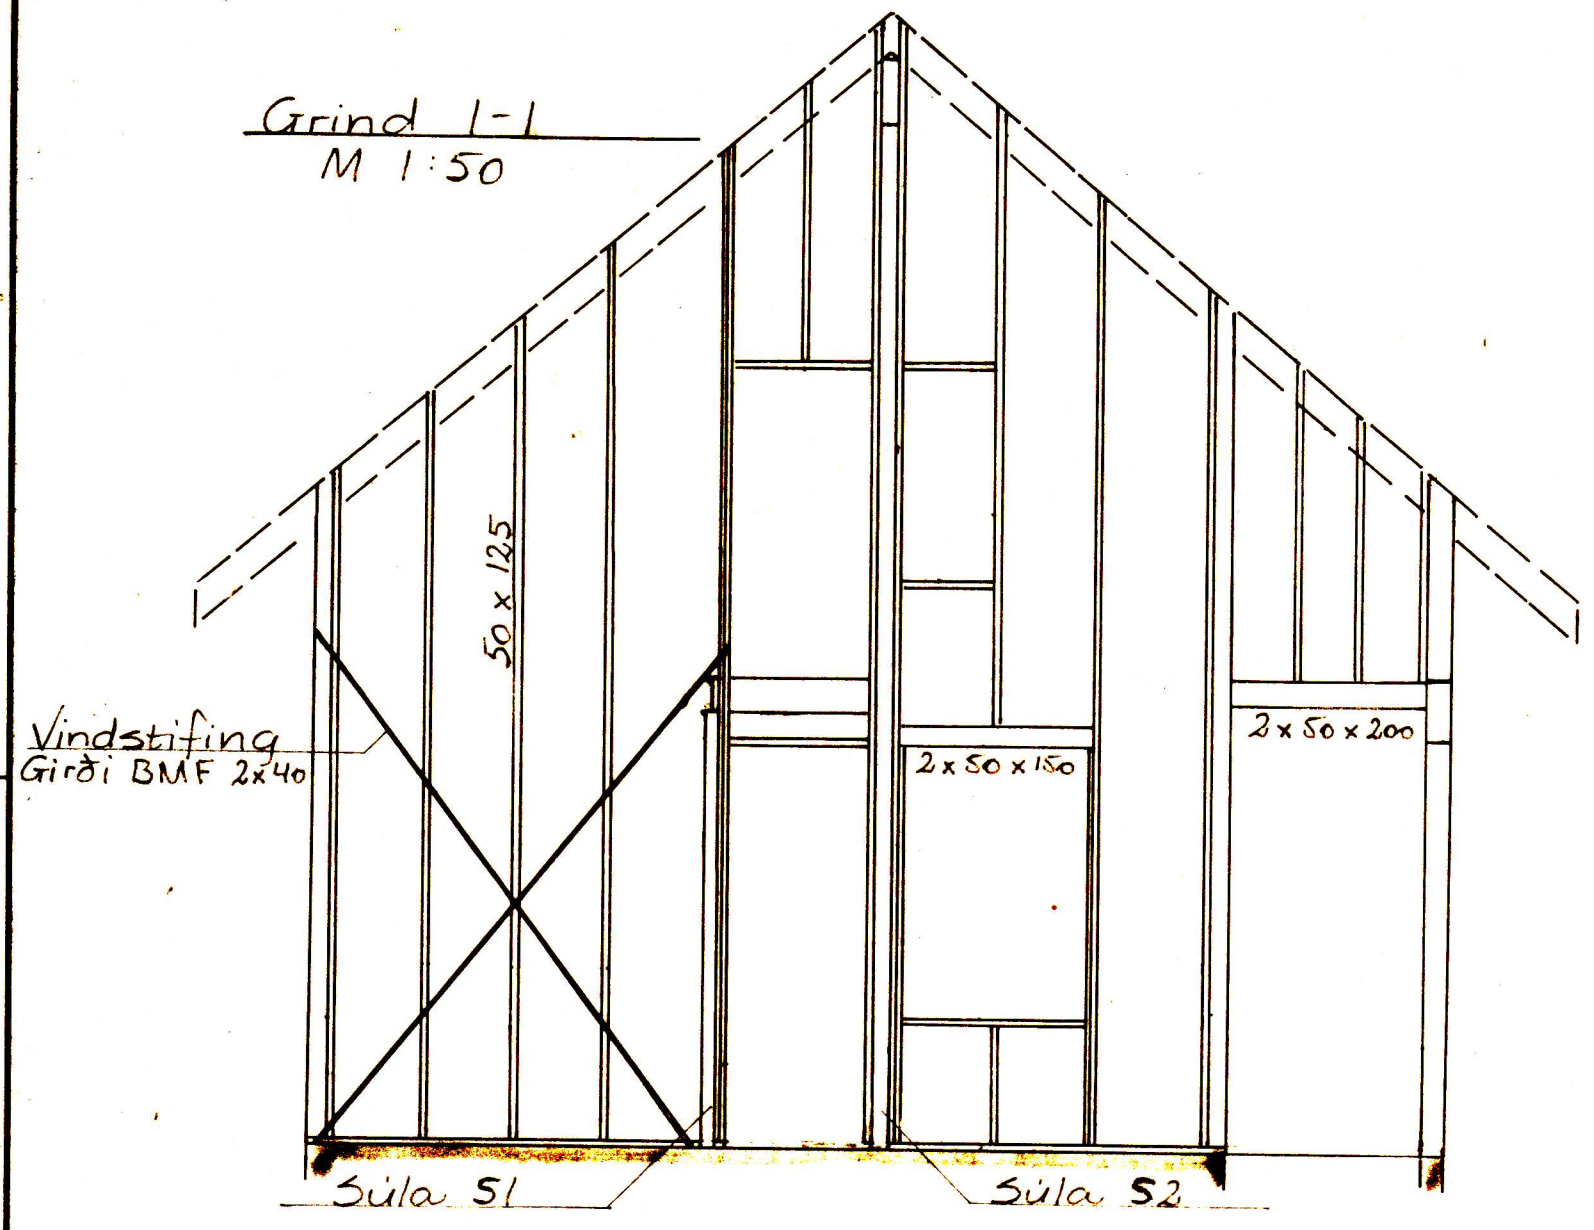 Grind 1-1
M 1:50
50 x 125
Vindstifing
Girði BMF 2x40
2 x 50 x 150
2 x 50 x 200
Súla S1
Súla S2